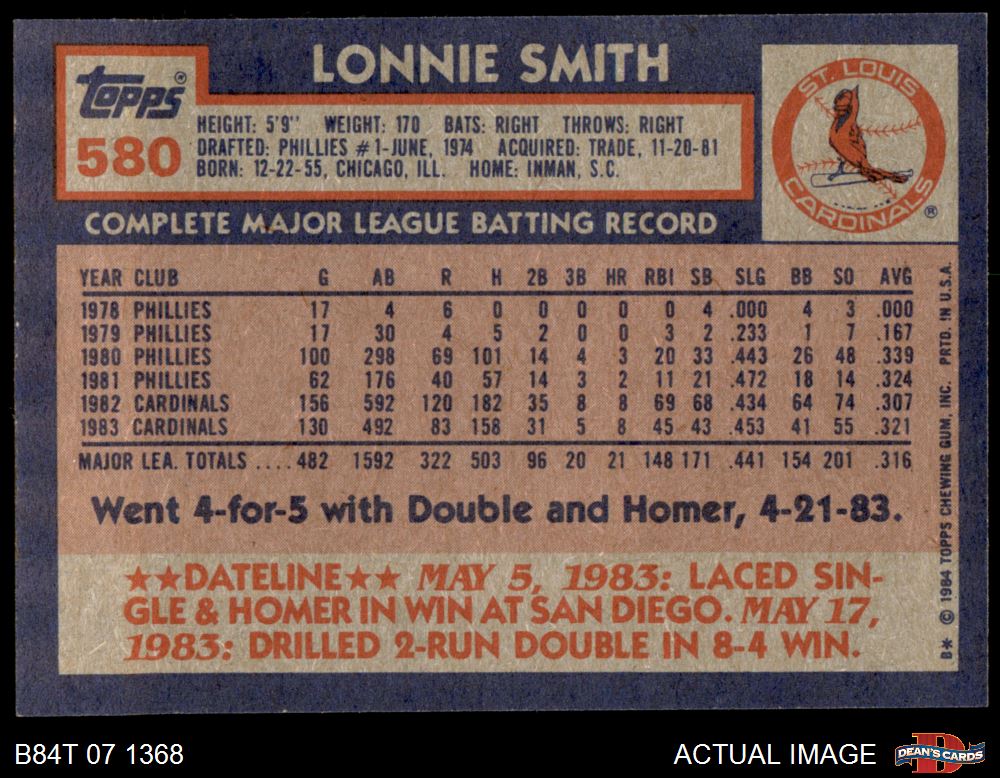 LONNIE SMITH
Topps®
580
HEIGHT: 5'9" WEIGHT: 170 BATS: RIGHT THROWS: RIGHT
DRAFTED: PHILLIES #1-JUNE, 1974 ACQUIRED: TRADE, 11-20-81
BORN: 12-22-55, CHICAGO, ILL. HOME: INMAN, S.C.
ST. LOUIS
CARDINALS®
COMPLETE MAJOR LEAGUE BATTING RECORD
YEAR CLUB G AB R H 2B 3B HR RBI SB SLG BB SO AVG
1978 PHILLIES 17 4 6 0 0 0 0 0 4 .000 4 3 .000
1979 PHILLIES 17 30 4 5 2 0 0 3 2 .233 1 7 .167
1980 PHILLIES 100 298 69 101 14 4 3 20 33 .443 26 48 .339
1981 PHILLIES 62 176 40 57 14 3 2 11 21 .472 18 14 .324
1982 CARDINALS 156 592 120 182 35 8 8 69 68 .434 64 74 .307
1983 CARDINALS 130 492 83 158 31 5 8 45 43 .453 41 55 .321
MAJOR LEA. TOTALS ....482 1592 322 503 96 20 21 148 171 .441 154 201 .316
Went 4-for-5 with Double and Homer, 4-21-83.
★★DATELINE★★ MAY 5, 1983: LACED SIN-
GLE & HOMER IN WIN AT SAN DIEGO. MAY 17,
1983: DRILLED 2-RUN DOUBLE IN 8-4 WIN.
B* © 1984 TOPPS CHEWING GUM, INC. PRTD. IN U.S.A.
B84T 07 1368
ACTUAL IMAGE
DEAN'S CARDS